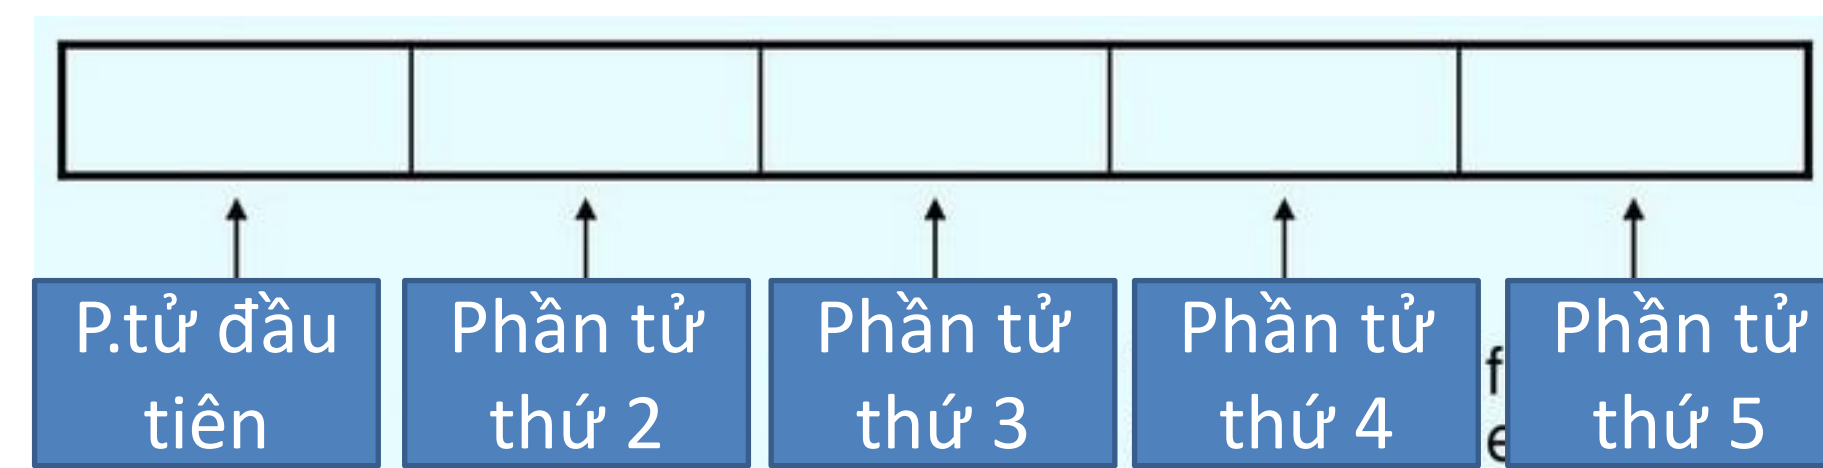 P.tử đầu
tiên
Phần tử
thứ 2
Phần tử
thứ 3
Phần tử
thứ 4
Phần tử
thứ 5